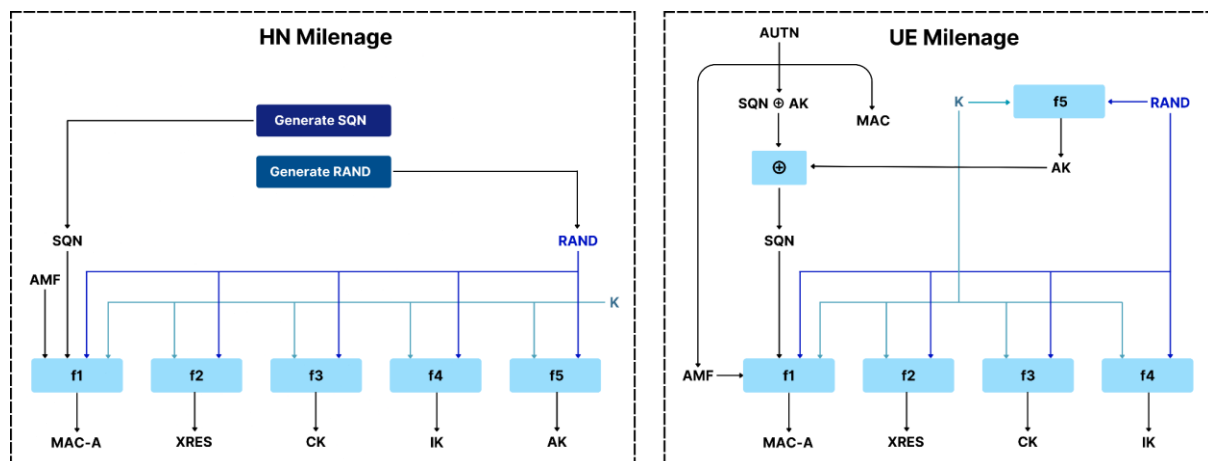 HN Milenage
Generate SQN
Generate RAND
SQN
RAND
AMF
K
f1
f2
f3
f4
f5
MAC-A
XRES
CK
IK
AK
UE Milenage
AUTN
SQN ⊕ AK
MAC
K
f5
RAND
⊕
AK
SQN
AMF
f1
f2
f3
f4
MAC-A
XRES
CK
IK